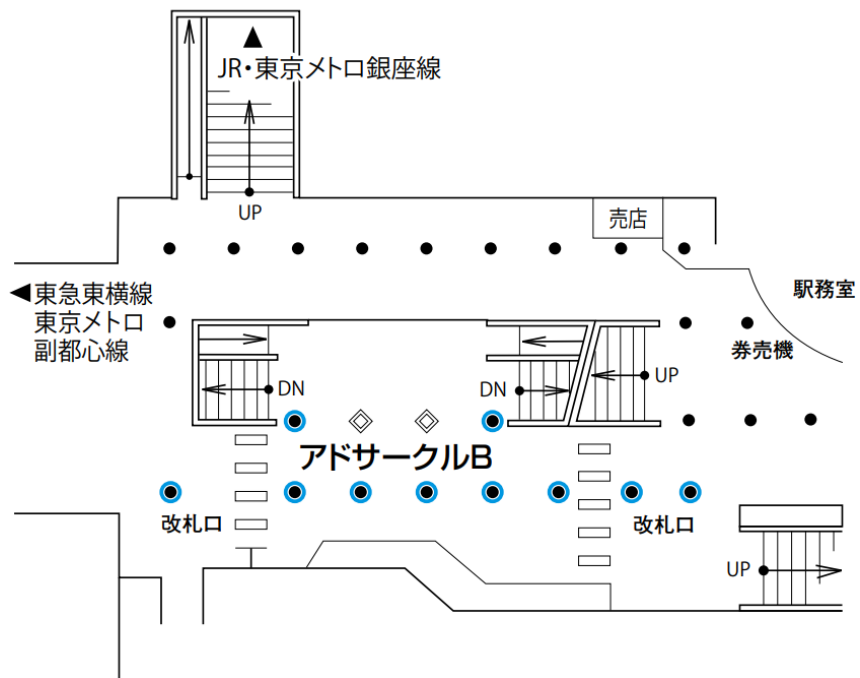 ▲
JR・東京メトロ銀座線
UP
売店
◀東急東横線
東京メトロ
副都心線
駅務室
券売機
DN
DN
UP
アドサークルB
改札口
改札口
UP